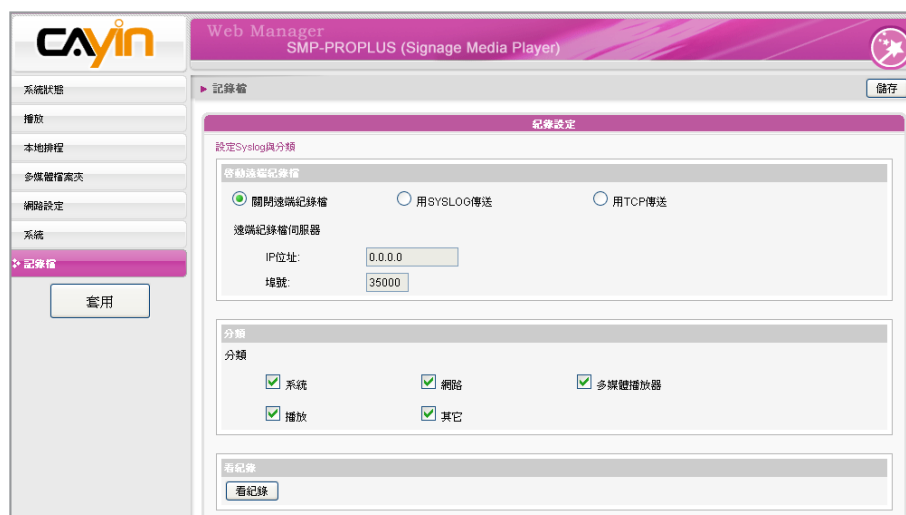 CAYIN
Web Manager
SMP-PROPLUS (Signage Media Player)
系統狀態
播放
本地排程
多媒體檔案夾
網路設定
系統
記錄檔
套用
記錄檔
儲存
紀錄設定
設定Syslog與分類
啓動遠端紀錄檔
關閉遠端紀錄檔 用SYSLOG傳送 用TCP傳送
遠端紀錄檔伺服器
IP位址: 0.0.0.0
埠號: 35000
分類
分類
系統 網路 多媒體播放器
播放 其它
看紀錄
看紀錄